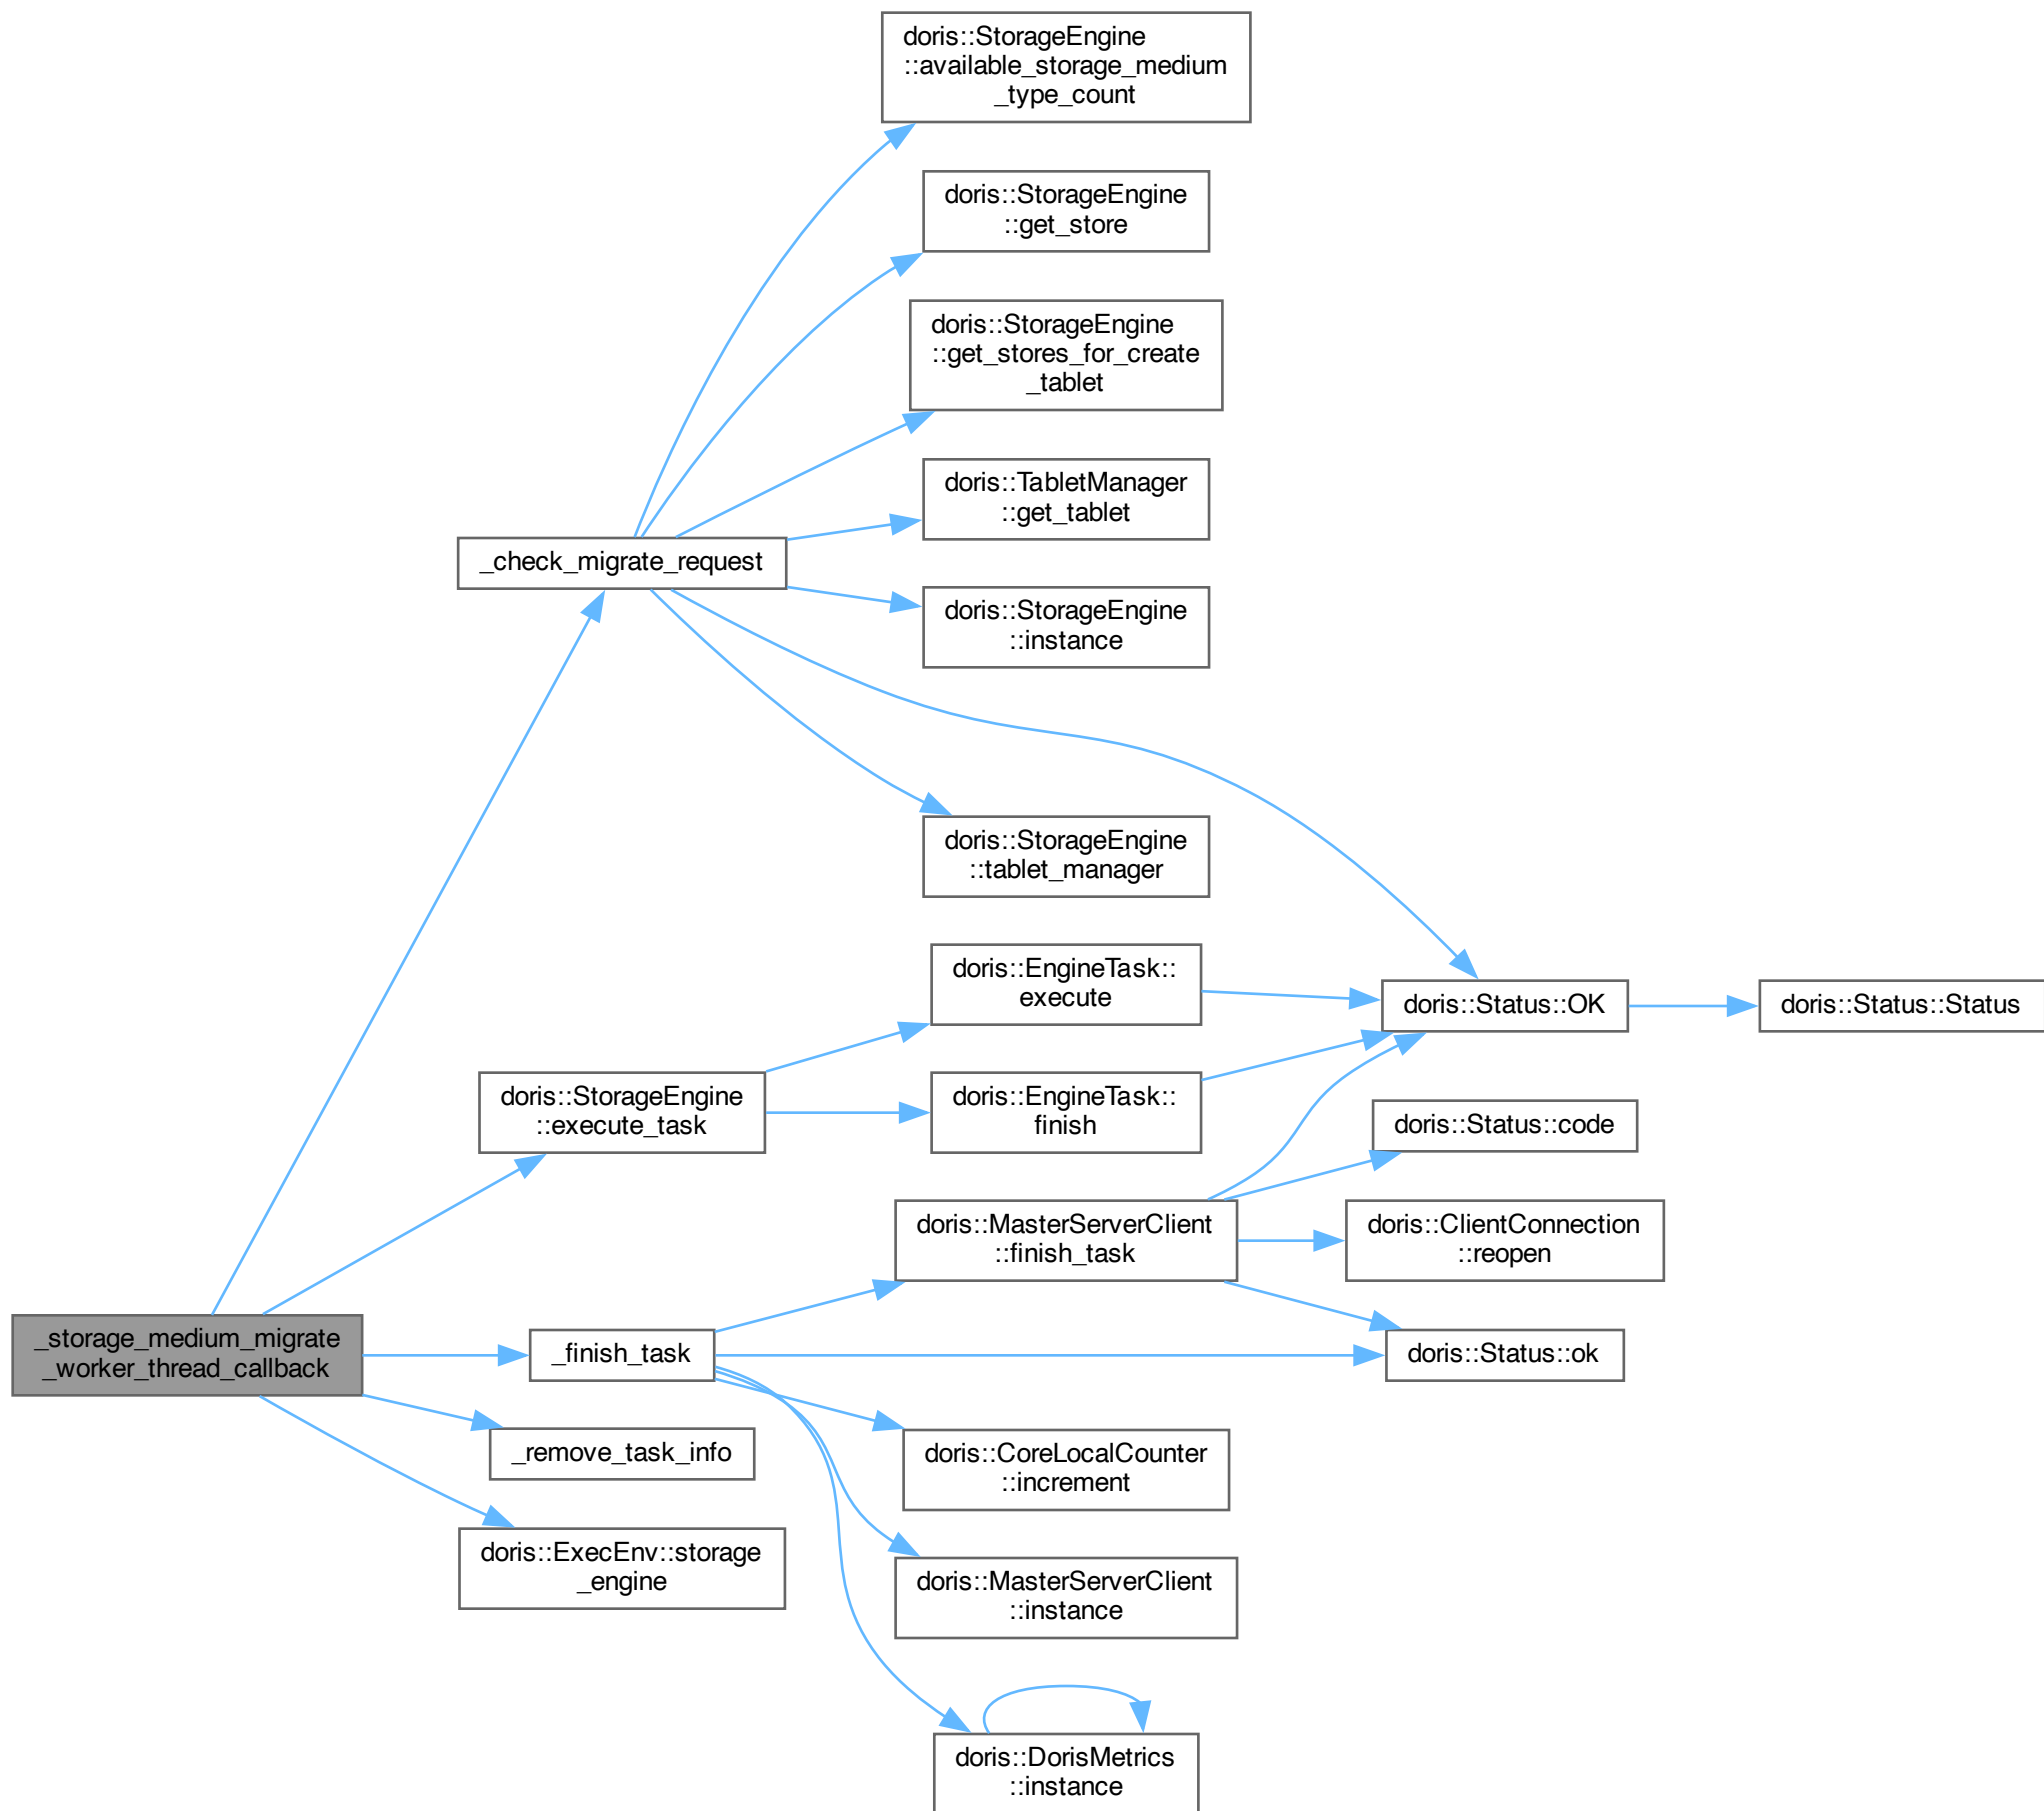 doris::StorageEngine
::available_storage_medium
_type_count
doris::StorageEngine
::get_store
doris::StorageEngine
::get_stores_for_create
_tablet
doris::TabletManager
::get_tablet
_check_migrate_request
doris::StorageEngine
::instance
doris::StorageEngine
::tablet_manager
doris::EngineTask::
execute
doris::Status::OK
doris::Status::Status
doris::StorageEngine
::execute_task
doris::EngineTask::
finish
doris::Status::code
doris::MasterServerClient
::finish_task
doris::ClientConnection
::reopen
_storage_medium_migrate
_worker_thread_callback
_finish_task
doris::Status::ok
_remove_task_info
doris::CoreLocalCounter
::increment
doris::ExecEnv::storage
_engine
doris::MasterServerClient
::instance
doris::DorisMetrics
::instance